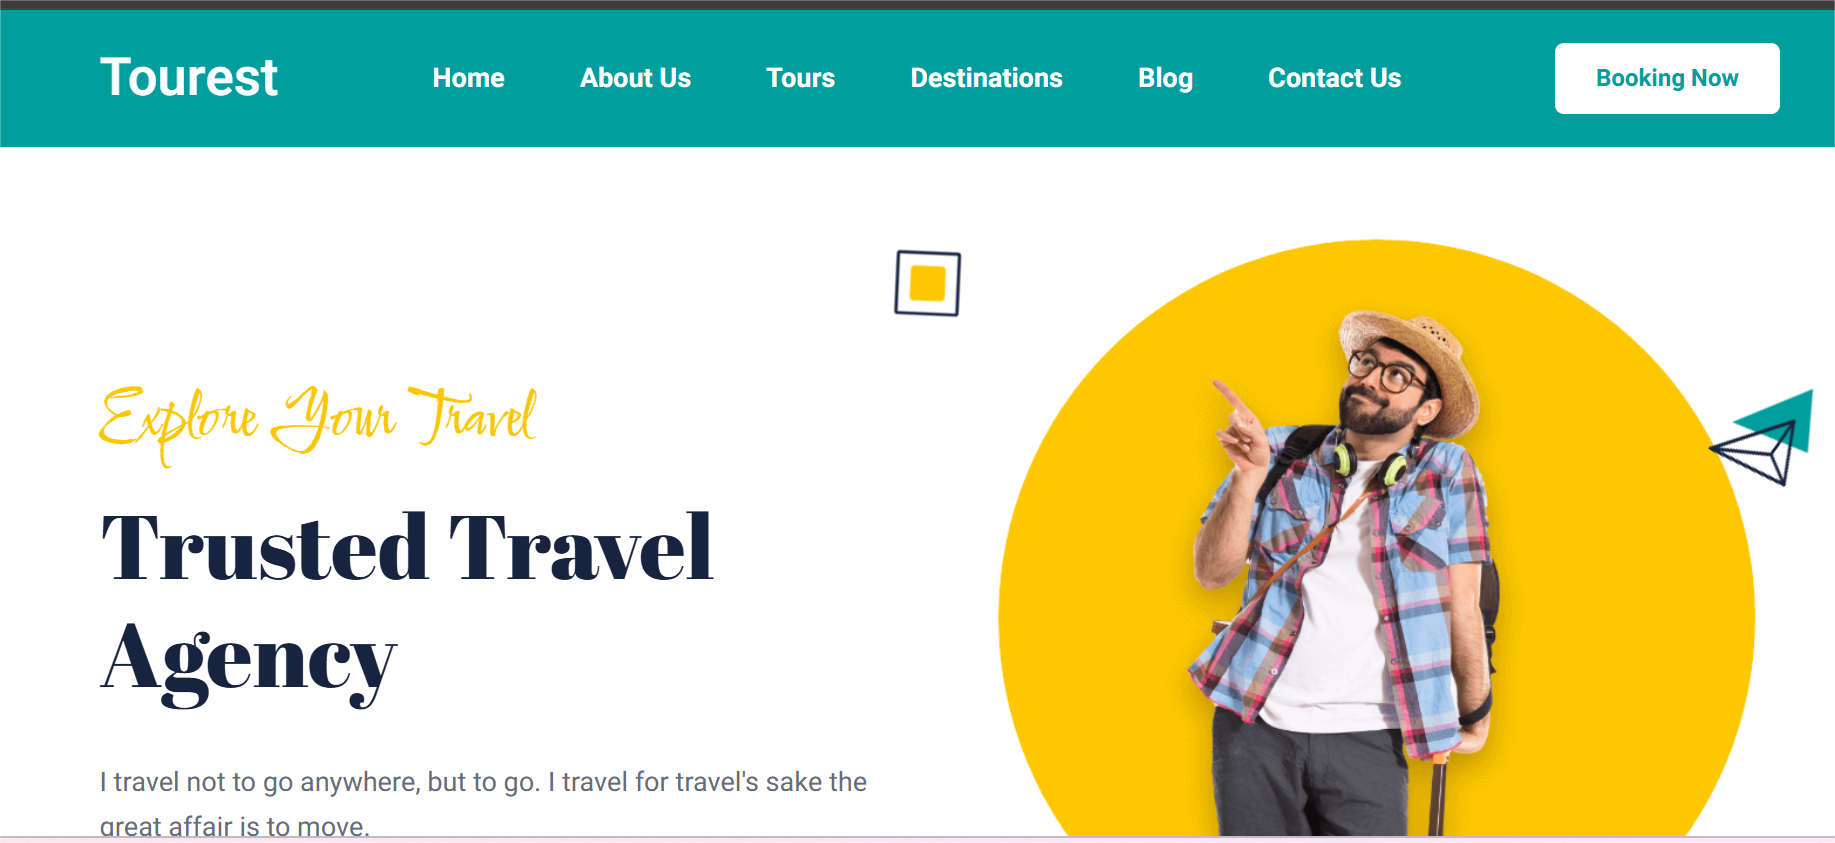 Tourest
Home
About Us
Tours
Destinations
Blog
Contact Us
Booking Now
Explore Your Travel
Trusted Travel
Agency
I travel not to go anywhere, but to go. I travel for travel's sake the
great affair is to move.